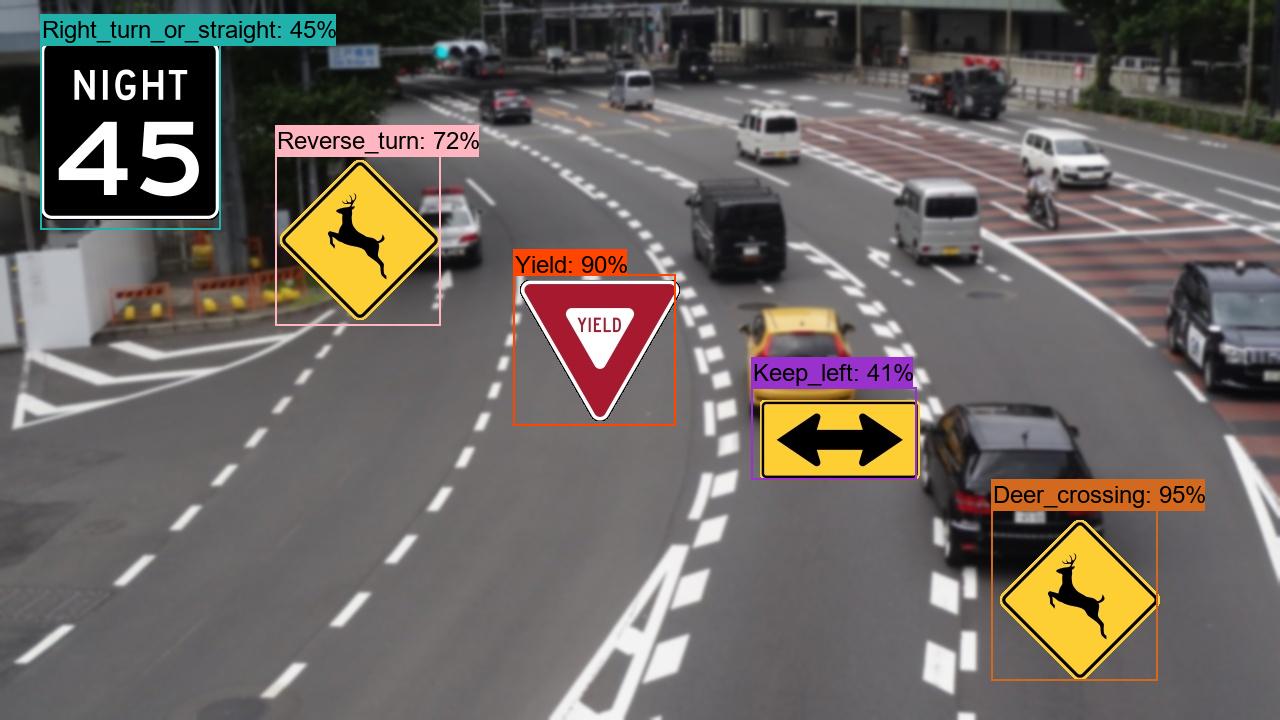 Right_turn_or_straight: 45%
NIGHT
45
Reverse_turn: 72%
Yield: 90%
YIELD
Keep_left: 41%
Deer_crossing: 95%